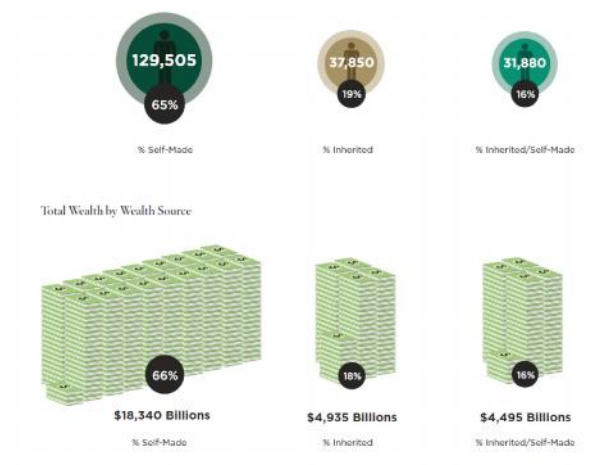 129,505 37,850 31,880
65% 19% 16%
% Self-Made % Inherited % Inherited/Self-Made
Total Wealth by Wealth Source
66% 18% 16%
$18,340 Billions $4,935 Billions $4,495 Billions
% Self-Made % Inherited % Inherited/Self-Made